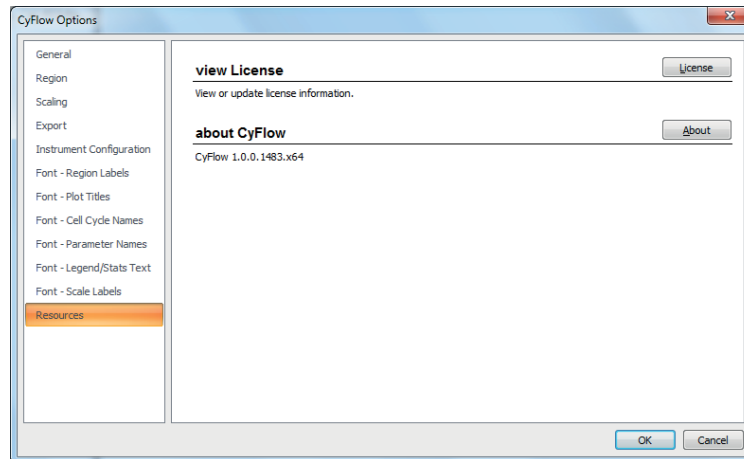 CyFlow Options
General
Region
Scaling
Export
Instrument Configuration
Font - Region Labels
Font - Plot Titles
Font - Cell Cycle Names
Font - Parameter Names
Font - Legend/Stats Text
Font - Scale Labels
Resources
view License
License
View or update license information.
about CyFlow
About
CyFlow 1.0.0.1483.x64
OK
Cancel